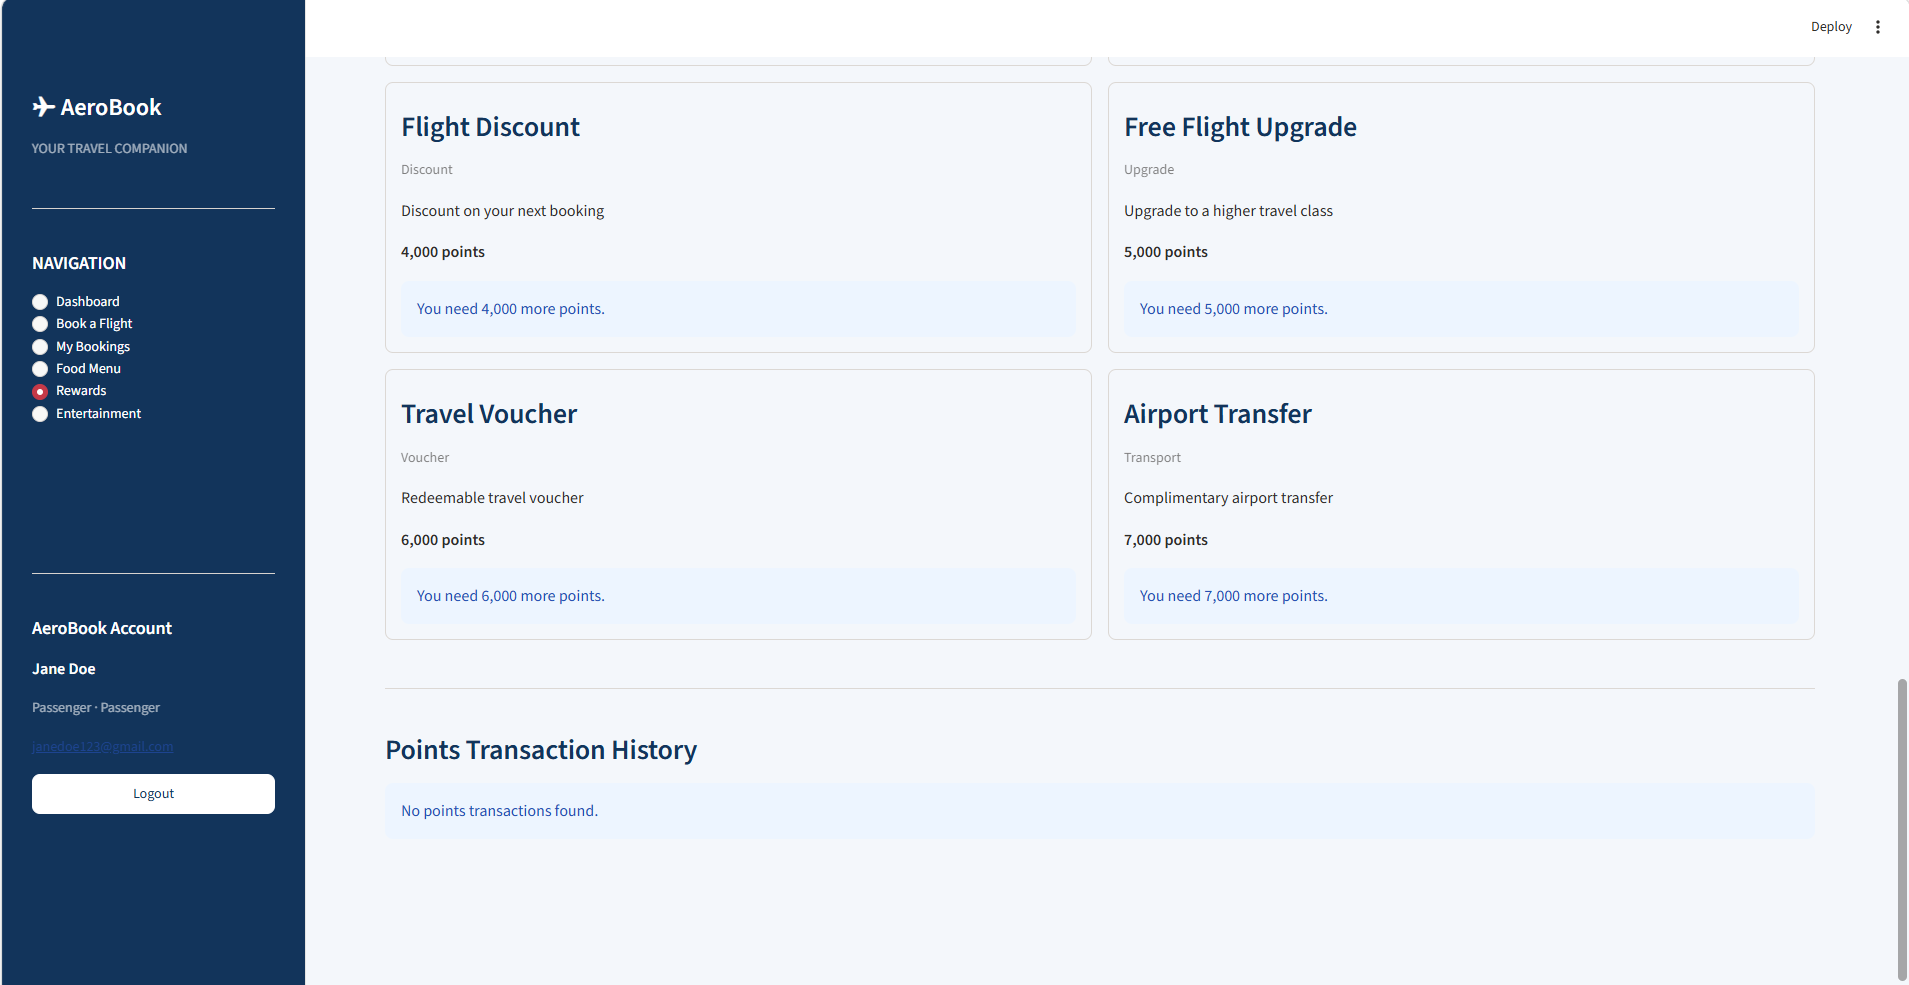 Deploy
AeroBook
YOUR TRAVEL COMPANION
NAVIGATION
Dashboard
Book a Flight
My Bookings
Food Menu
Rewards
Entertainment
AeroBook Account
Jane Doe
Passenger · Passenger
janedoe123@gmail.com
Logout
Flight Discount
Discount
Discount on your next booking
4,000 points
You need 4,000 more points.
Free Flight Upgrade
Upgrade
Upgrade to a higher travel class
5,000 points
You need 5,000 more points.
Travel Voucher
Voucher
Redeemable travel voucher
6,000 points
You need 6,000 more points.
Airport Transfer
Transport
Complimentary airport transfer
7,000 points
You need 7,000 more points.
Points Transaction History
No points transactions found.